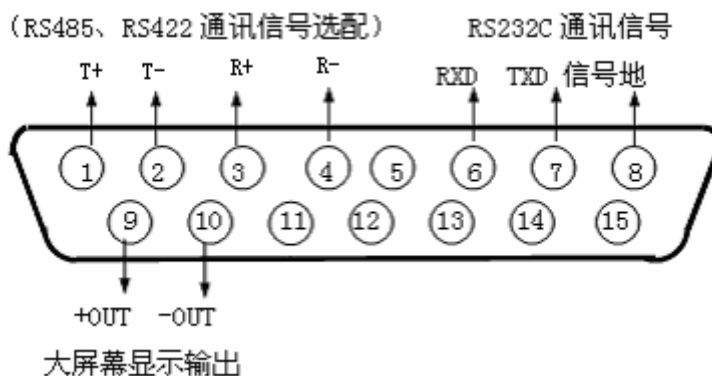 (RS485、RS422 通讯信号选配) RS232C 通讯信号
T+ T- R+ R- RXD TXD 信号地
1 2 3 4 5 6 7 8
9 10 11 12 13 14 15
+OUT -OUT
大屏幕显示输出